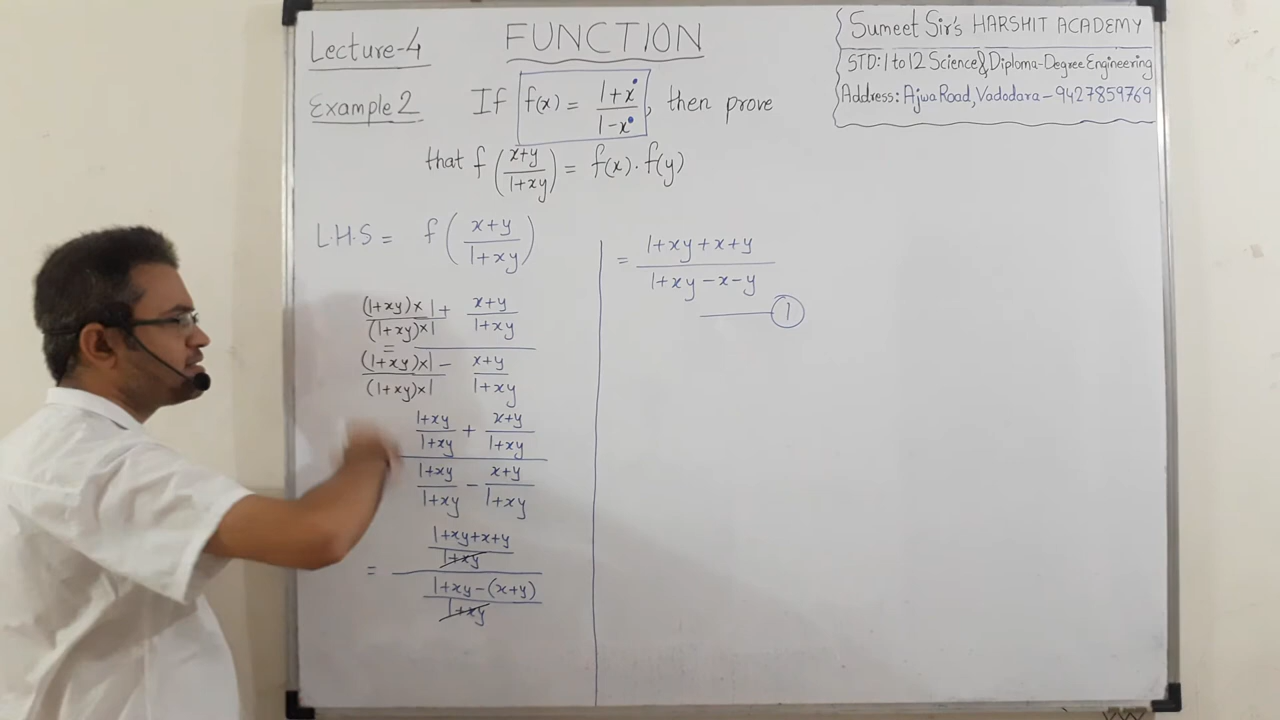 Lecture-4
FUNCTION
Sumeet Sir's HARSHIT ACADEMY
STD: 1 to 12 Science & Diploma-Degree Engineering
Address: Ajwa Road, Vadodara - 9427859769
Example 2 If f(x) = (1+x)/(1-x), then prove
that f((x+y)/(1+xy)) = f(x).f(y)
L.H.S = f((x+y)/(1+xy))
= (((1+xy)×1)/((1+xy)×1) + (x+y)/(1+xy)) / (((1+xy)×1)/((1+xy)×1) - (x+y)/(1+xy))
((1+xy)/(1+xy) + (x+y)/(1+xy)) / ((1+xy)/(1+xy) - (x+y)/(1+xy))
= ((1+xy+x+y)/(1+xy)) / ((1+xy-(x+y))/(1+xy))
= (1+xy+x+y)/(1+xy-x-y)
1